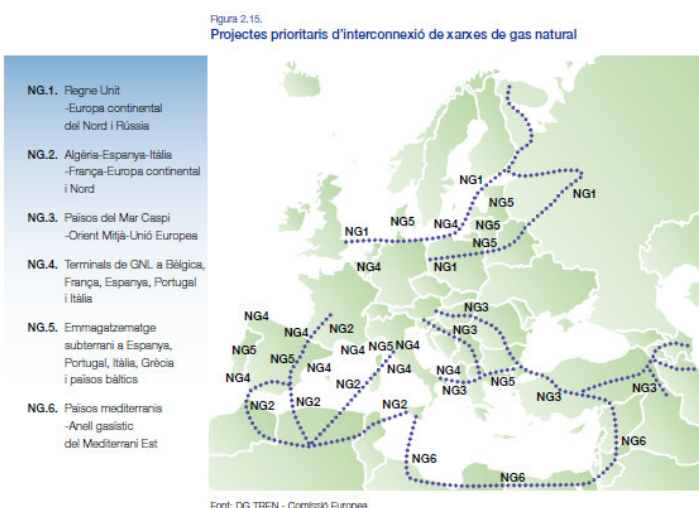 Figura 2.15.
Projectes prioritaris d'interconnexió de xarxes de gas natural
NG.1. Regne Unit
-Europa continental
del Nord i Rússia
NG.2. Algèria-Espanya-Itàlia
-França-Europa continental
i Nord
NG.3. Països del Mar Caspi
-Orient Mitjà-Unió Europea
NG.4. Terminals de GNL a Bèlgica,
França, Espanya, Portugal
i Itàlia
NG.5. Emmagatzematge
subterrani a Espanya,
Portugal, Itàlia, Grècia
i països bàltics
NG.6. Països mediterranis
-Anell gasístic
del Mediterrani Est
NG1
NG1
NG5
NG5
NG4
NG5
NG1
NG5
NG4
NG1
NG3
NG4
NG4
NG2
NG3
NG5
NG4
NG5
NG4
NG5
NG4
NG4
NG4
NG4
NG5
NG2
NG3
NG3
NG3
NG2
NG2
NG2
NG6
NG6
NG6
Font: DG TREN - Comissió Europea